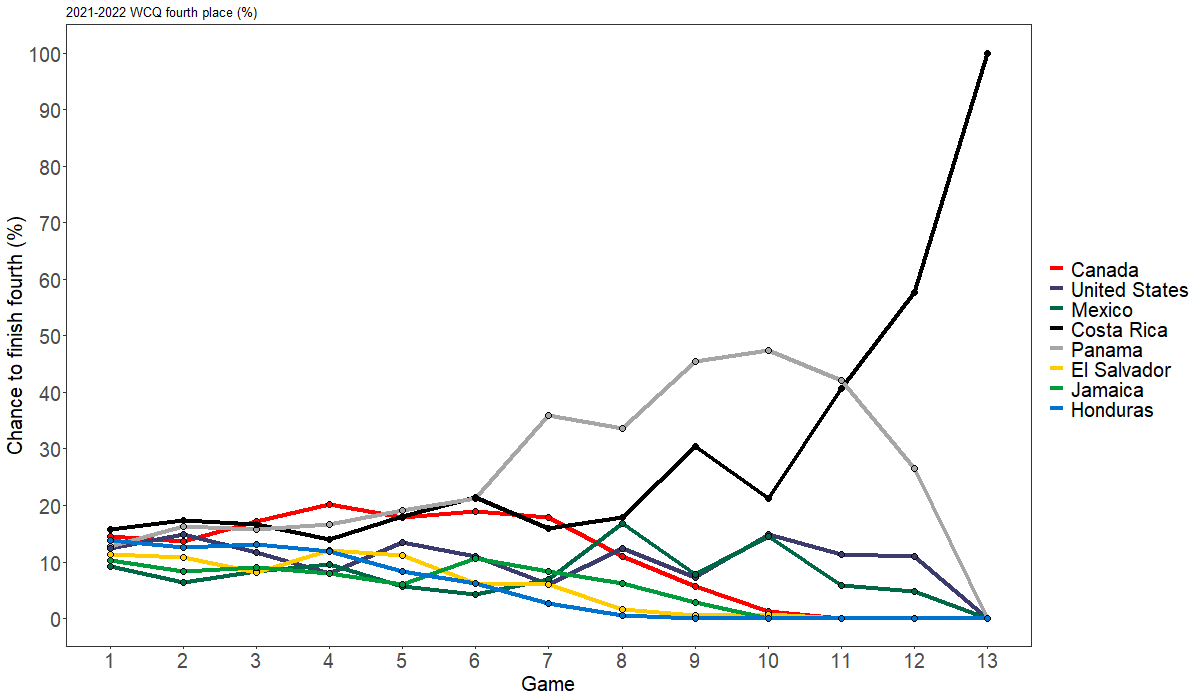 2021-2022 WCQ fourth place (%)
Chance to finish fourth (%)
100
90
80
70
60
50
40
30
20
10
0
1 2 3 4 5 6 7 8 9 10 11 12 13
Game
Canada
United States
Mexico
Costa Rica
Panama
El Salvador
Jamaica
Honduras